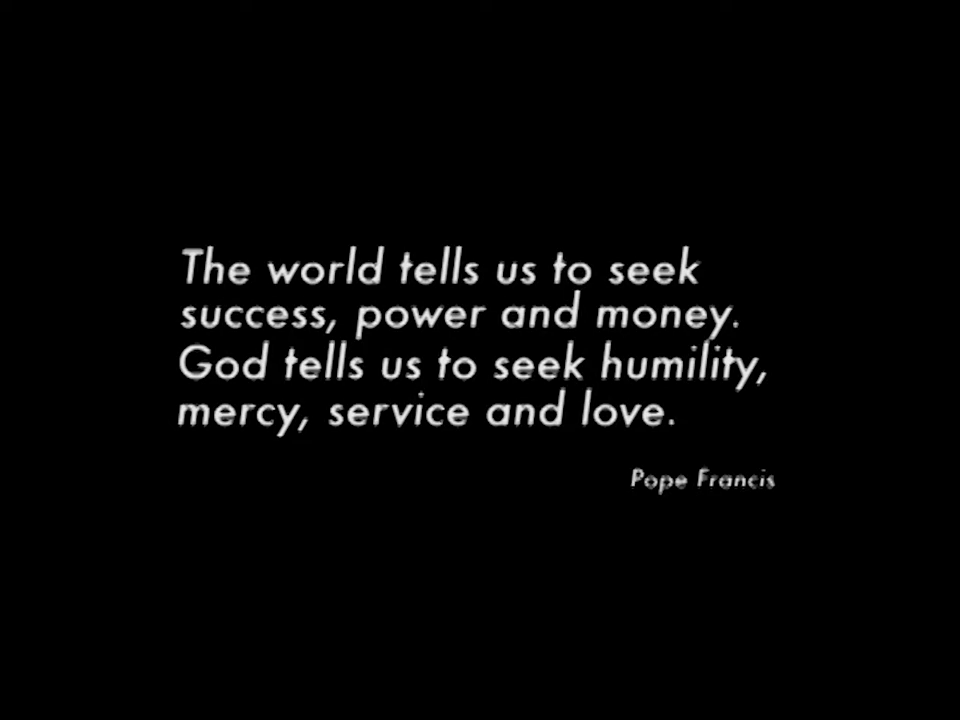 The world tells us to seek
success, power and money.
God tells us to seek humility,
mercy, service and love.
Pope Francis